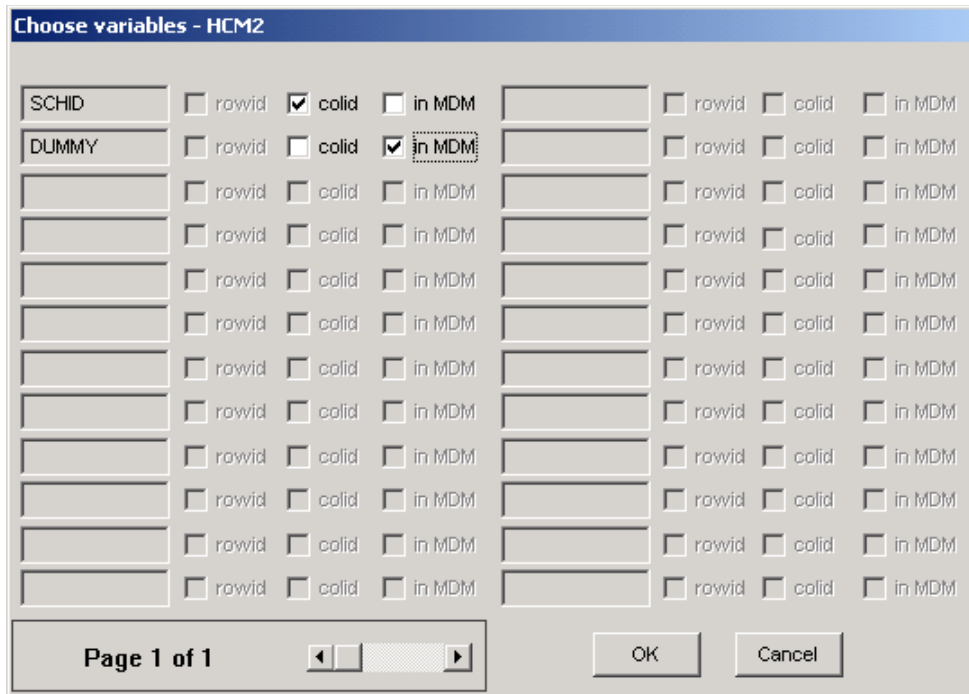 Choose variables - HCM2
SCHID rowid colid in MDM rowid colid in MDM
DUMMY rowid colid in MDM rowid colid in MDM
rowid colid in MDM rowid colid in MDM
rowid colid in MDM rowid colid in MDM
rowid colid in MDM rowid colid in MDM
rowid colid in MDM rowid colid in MDM
rowid colid in MDM rowid colid in MDM
rowid colid in MDM rowid colid in MDM
rowid colid in MDM rowid colid in MDM
rowid colid in MDM rowid colid in MDM
rowid colid in MDM rowid colid in MDM
rowid colid in MDM rowid colid in MDM
Page 1 of 1 OK Cancel